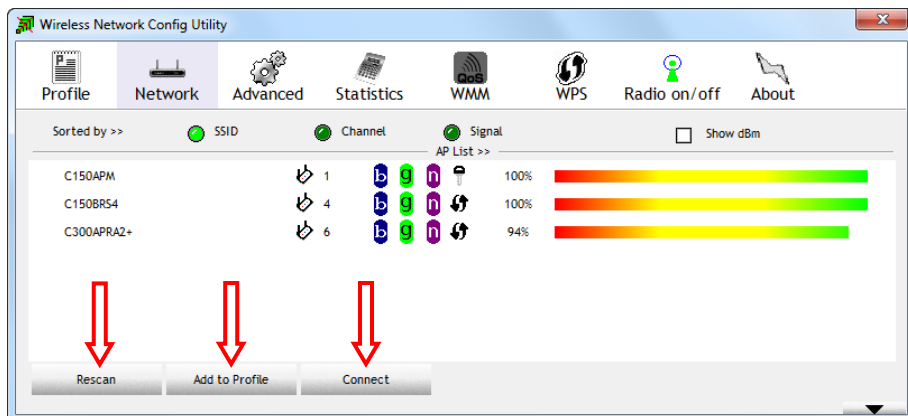 Wireless Network Config Utility
Profile Network Advanced Statistics QoS WMM WPS Radio on/off About
Sorted by >> SSID Channel Signal Show dBm
AP List >>
C150APM 1 b g n 100%
C150BRS4 4 b g n 100%
C300APRA2+ 6 b g n 94%
Rescan Add to Profile Connect